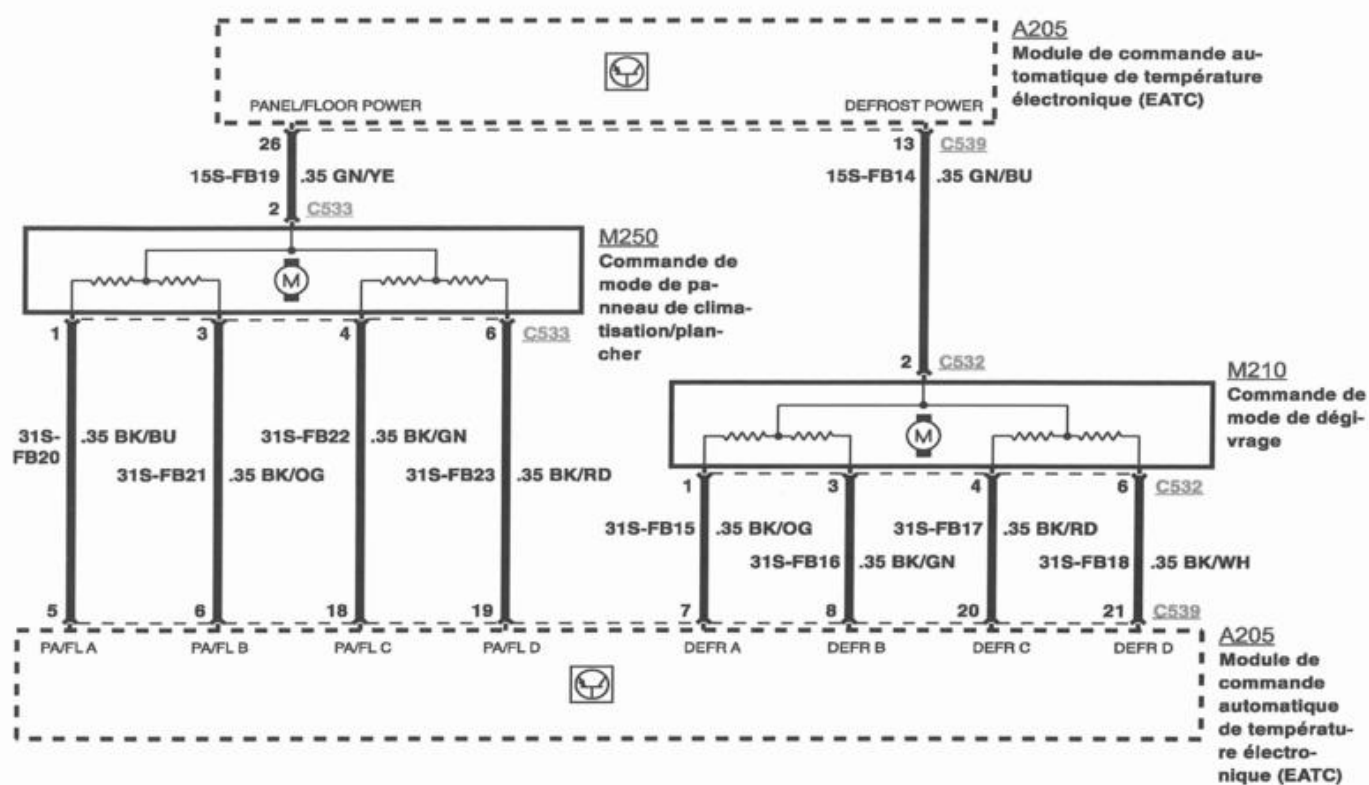 A205
Module de commande au-
tomatique de température
électronique (EATC)
PANEL/FLOOR POWER
DEFROST POWER
26
13
C539
15S-FB19
.35 GN/YE
15S-FB14
.35 GN/BU
2
C533
M250
Commande de
mode de pa-
nneau de clima-
tisation/plan-
cher
M
1
3
4
6
C533
2
C532
M210
Commande de
mode de dégi-
vrage
M
31S-
FB20
.35 BK/BU
31S-FB22
.35 BK/GN
31S-FB21
.35 BK/OG
31S-FB23
.35 BK/RD
1
3
4
6
C532
31S-FB15
.35 BK/OG
31S-FB17
.35 BK/RD
31S-FB16
.35 BK/GN
31S-FB18
.35 BK/WH
5
6
18
19
7
8
20
21
C539
PA/FL A
PA/FL B
PA/FL C
PA/FL D
DEFR A
DEFR B
DEFR C
DEFR D
A205
Module de
commande
automatique
de températu-
re électro-
nique (EATC)